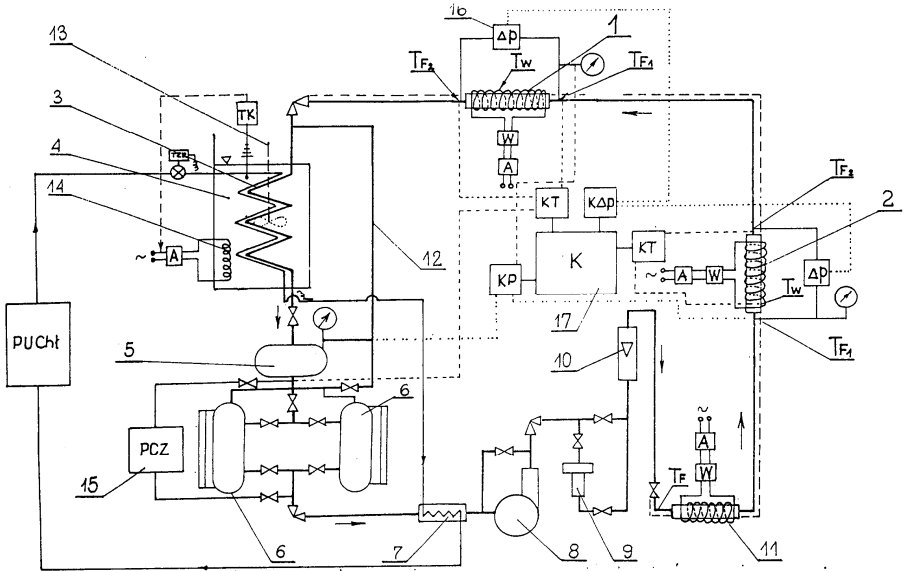 16
Δp
1
13
TF2
TW
TF1
3
TK
4
W
A
14
KT
KΔp
TF2
2
12
~
A
K
KT
~
A
W
Δp
KP
TW
PUChł
17
TF1
5
10
6
~
A
PCZ
W
15
TF
6
7
8
9
11